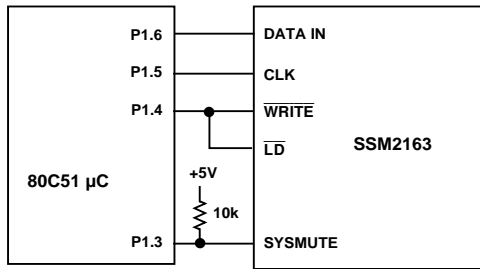 P1.6 DATA IN
P1.5 CLK
P1.4 WRITE
LD
SSM2163
80C51 µC
+5V
10k
P1.3 SYSMUTE